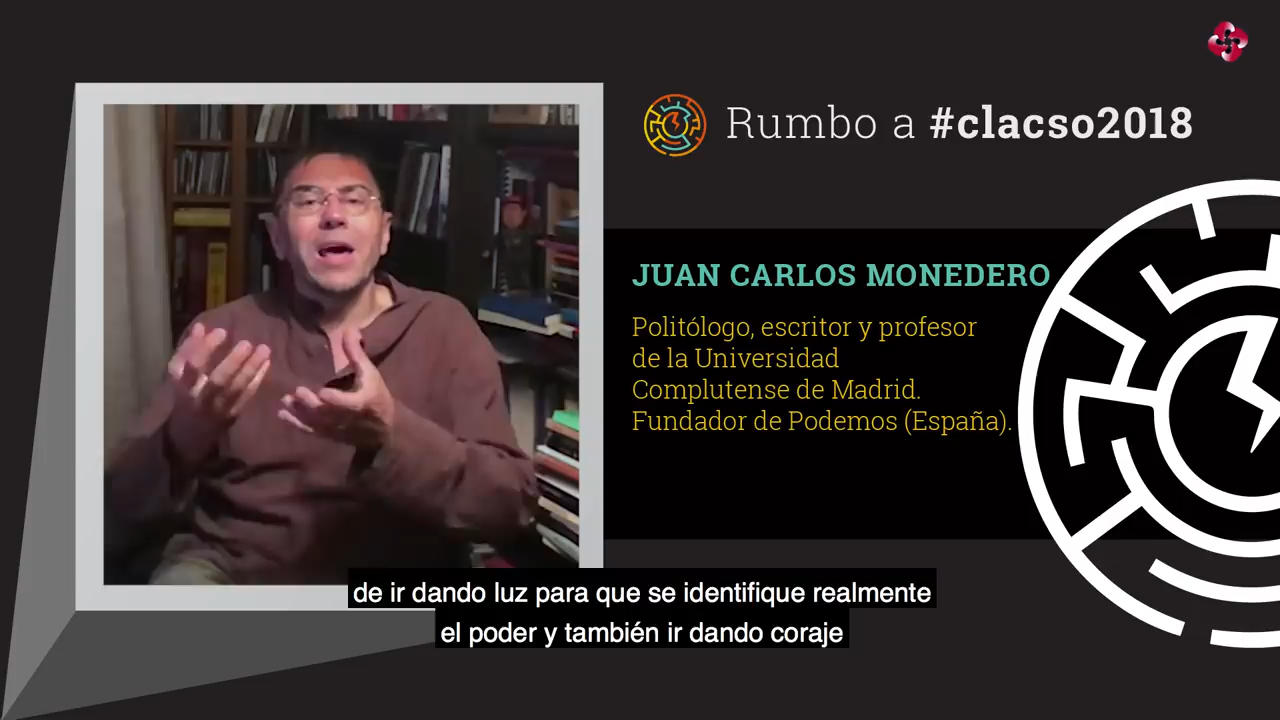 Rumbo a #clacso2018
JUAN CARLOS MONEDERO
Politólogo, escritor y profesor
de la Universidad
Complutense de Madrid.
Fundador de Podemos (España).
de ir dando luz para que se identifique realmente
el poder y también ir dando coraje